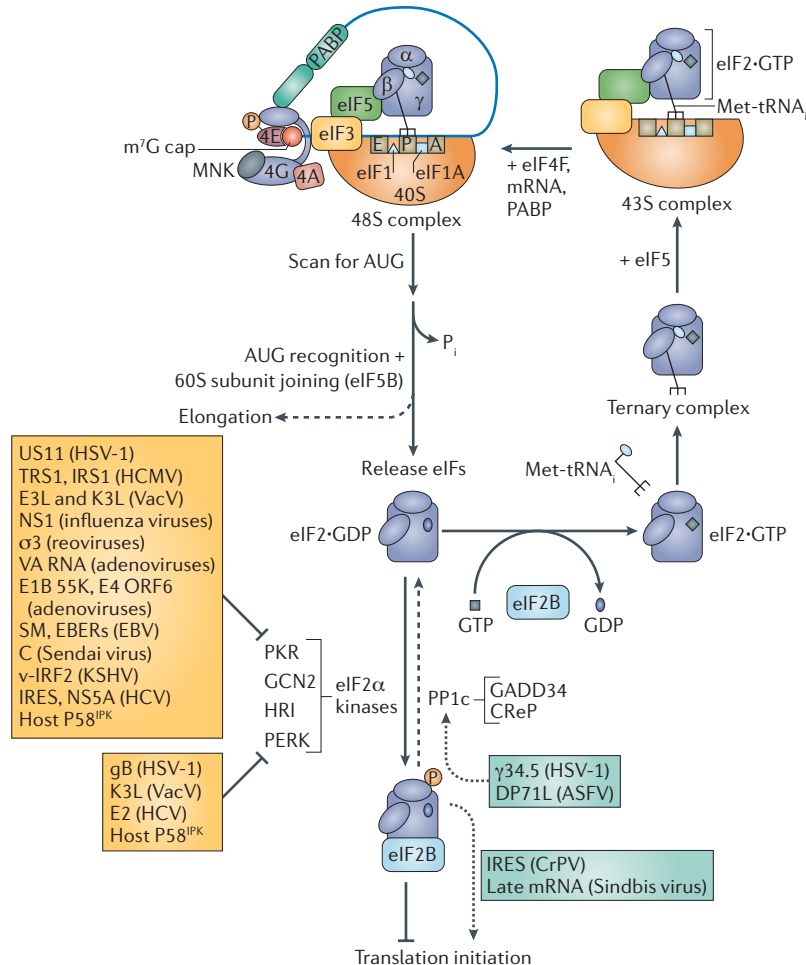 PABP
α
β
γ
eIF5
eIF3
P
4E
m⁷G cap
MNK
4G
4A
E P A
eIF1
eIF1A
40S
48S complex
+ eIF4F,
mRNA,
PABP
eIF2·GTP
Met-tRNAᵢ
43S complex
Scan for AUG
+ eIF5
Pᵢ
AUG recognition +
60S subunit joining (eIF5B)
Elongation
Ternary complex
Release eIFs
Met-tRNAᵢ
eIF2·GDP
eIF2·GTP
eIF2B
GTP
GDP
US11 (HSV-1)
TRS1, IRS1 (HCMV)
E3L and K3L (VacV)
NS1 (influenza viruses)
σ3 (reoviruses)
VA RNA (adenoviruses)
E1B 55K, E4 ORF6
(adenoviruses)
SM, EBERs (EBV)
C (Sendai virus)
v-IRF2 (KSHV)
IRES, NS5A (HCV)
Host P58ᴵᴾᴷ
PKR
GCN2
HRI
PERK
eIF2α
kinases
PP1c
GADD34
CReP
gB (HSV-1)
K3L (VacV)
E2 (HCV)
Host P58ᴵᴾᴷ
γ34.5 (HSV-1)
DP71L (ASFV)
P
eIF2B
IRES (CrPV)
Late mRNA (Sindbis virus)
Translation initiation